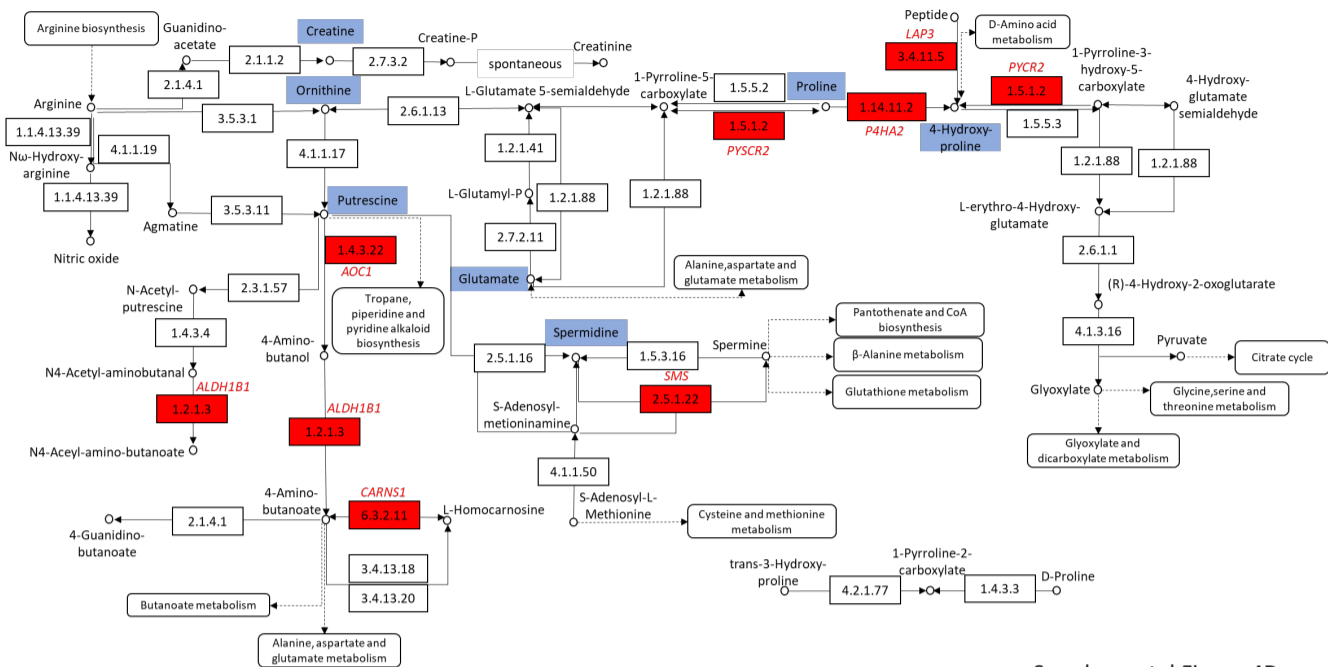 Arginine biosynthesis
Guanidino-
acetate
Creatine
Creatine-P
Creatinine
2.1.1.2
2.7.3.2
spontaneous
2.1.4.1
Peptide
LAP3
3.4.11.5
D-Amino acid
metabolism
PYCR2
1.5.1.2
1-Pyrroline-3-
hydroxy-5-
carboxylate
4-Hydroxy-
glutamate
semialdehyde
Arginine
Ornithine
3.5.3.1
2.6.1.13
L-Glutamate 5-semialdehyde
1-Pyrroline-5-
carboxylate
1.5.5.2
Proline
1.14.11.2
P4HA2
1.5.1.2
PYSCR2
4-Hydroxy-
proline
1.5.5.3
1.1.4.13.39
4.1.1.19
4.1.1.17
1.2.1.41
Nω-Hydroxy-
arginine
1.1.4.13.39
L-Glutamyl-P
1.2.1.88
1.2.1.88
1.2.1.88
1.2.1.88
Agmatine
3.5.3.11
Putrescine
2.7.2.11
L-erythro-4-Hydroxy-
glutamate
Nitric oxide
1.4.3.22
AOC1
2.6.1.1
Glutamate
Alanine,aspartate and
glutamate metabolism
N-Acetyl-
putrescine
2.3.1.57
Tropane,
piperidine and
pyridine alkaloid
biosynthesis
(R)-4-Hydroxy-2-oxoglutarate
1.4.3.4
4-Amino-
butanol
Spermidine
2.5.1.16
1.5.3.16
Spermine
Pantothenate and CoA
biosynthesis
β-Alanine metabolism
Glutathione metabolism
4.1.3.16
Pyruvate
Citrate cycle
N4-Acetyl-aminobutanal
ALDH1B1
1.2.1.3
SMS
2.5.1.22
Glyoxylate
Glycine,serine and
threonine metabolism
ALDH1B1
1.2.1.3
S-Adenosyl-
metioninamine
N4-Aceyl-amino-butanoate
Glyoxylate and
dicarboxylate metabolism
4.1.1.50
4-Amino-
butanoate
CARNS1
6.3.2.11
L-Homocarnosine
S-Adenosyl-L-
Methionine
Cysteine and methionine
metabolism
2.1.4.1
4-Guanidino-
butanoate
3.4.13.18
3.4.13.20
trans-3-Hydroxy-
proline
4.2.1.77
1-Pyrroline-2-
carboxylate
1.4.3.3
D-Proline
Butanoate metabolism
Alanine, aspartate and
glutamate metabolism